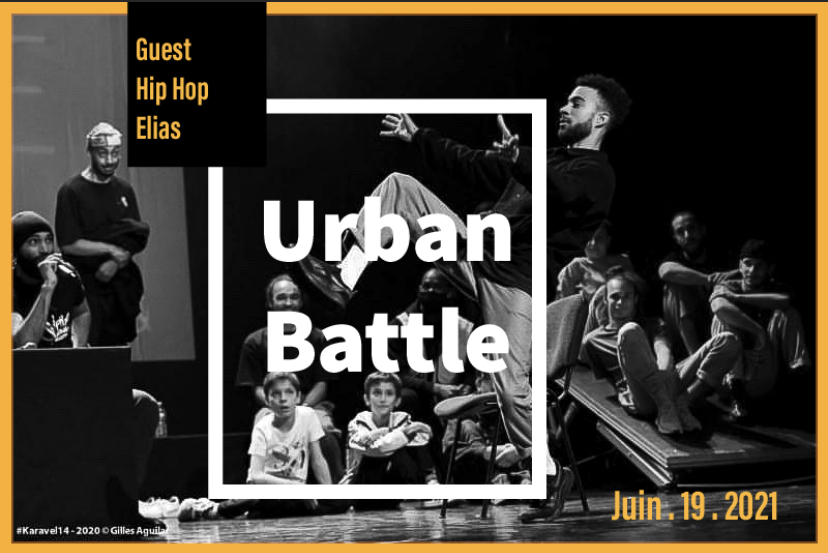 Guest
Hip Hop
Elias
Urban
Battle
Juin . 19 . 2021
#Karavel14 - 2020 © Gilles Aguilar